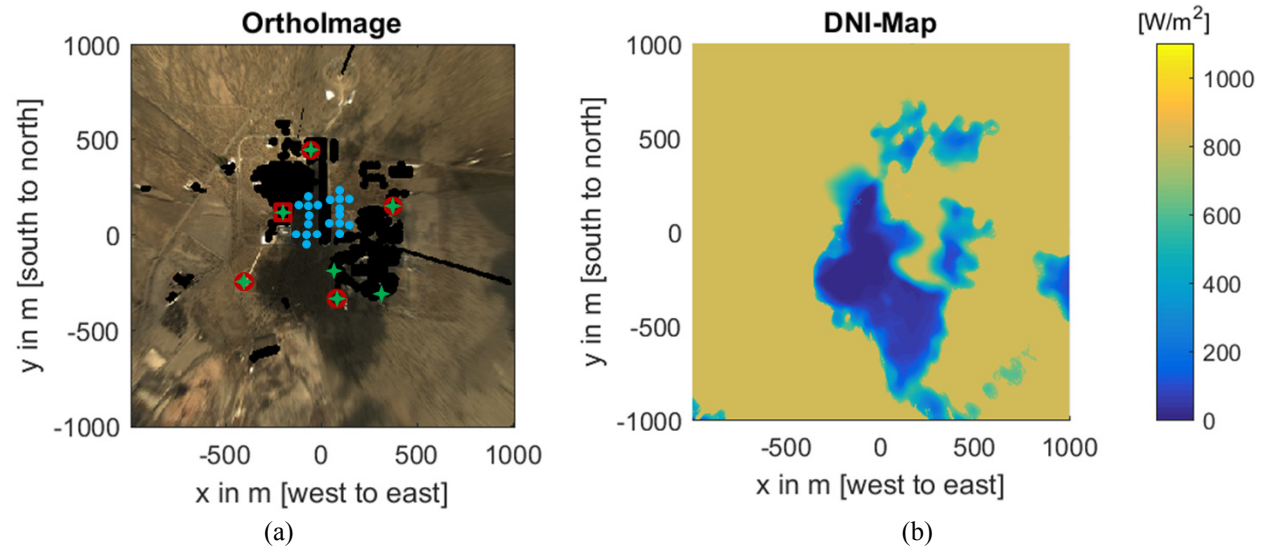 OrthoImage
1000
500
0
-500
-1000
y in m [south to north]
-500
0
500
1000
x in m [west to east]
(a)
DNI-Map
1000
500
0
-500
-1000
y in m [south to north]
-500
0
500
1000
x in m [west to east]
(b)
[W/m²]
1000
800
600
400
200
0